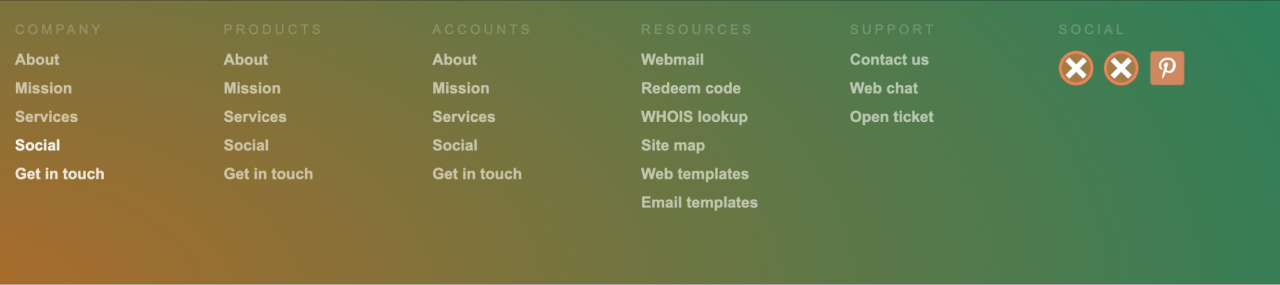 COMPANY
About
Mission
Services
Social
Get in touch
PRODUCTS
About
Mission
Services
Social
Get in touch
ACCOUNTS
About
Mission
Services
Social
Get in touch
RESOURCES
Webmail
Redeem code
WHOIS lookup
Site map
Web templates
Email templates
SUPPORT
Contact us
Web chat
Open ticket
SOCIAL